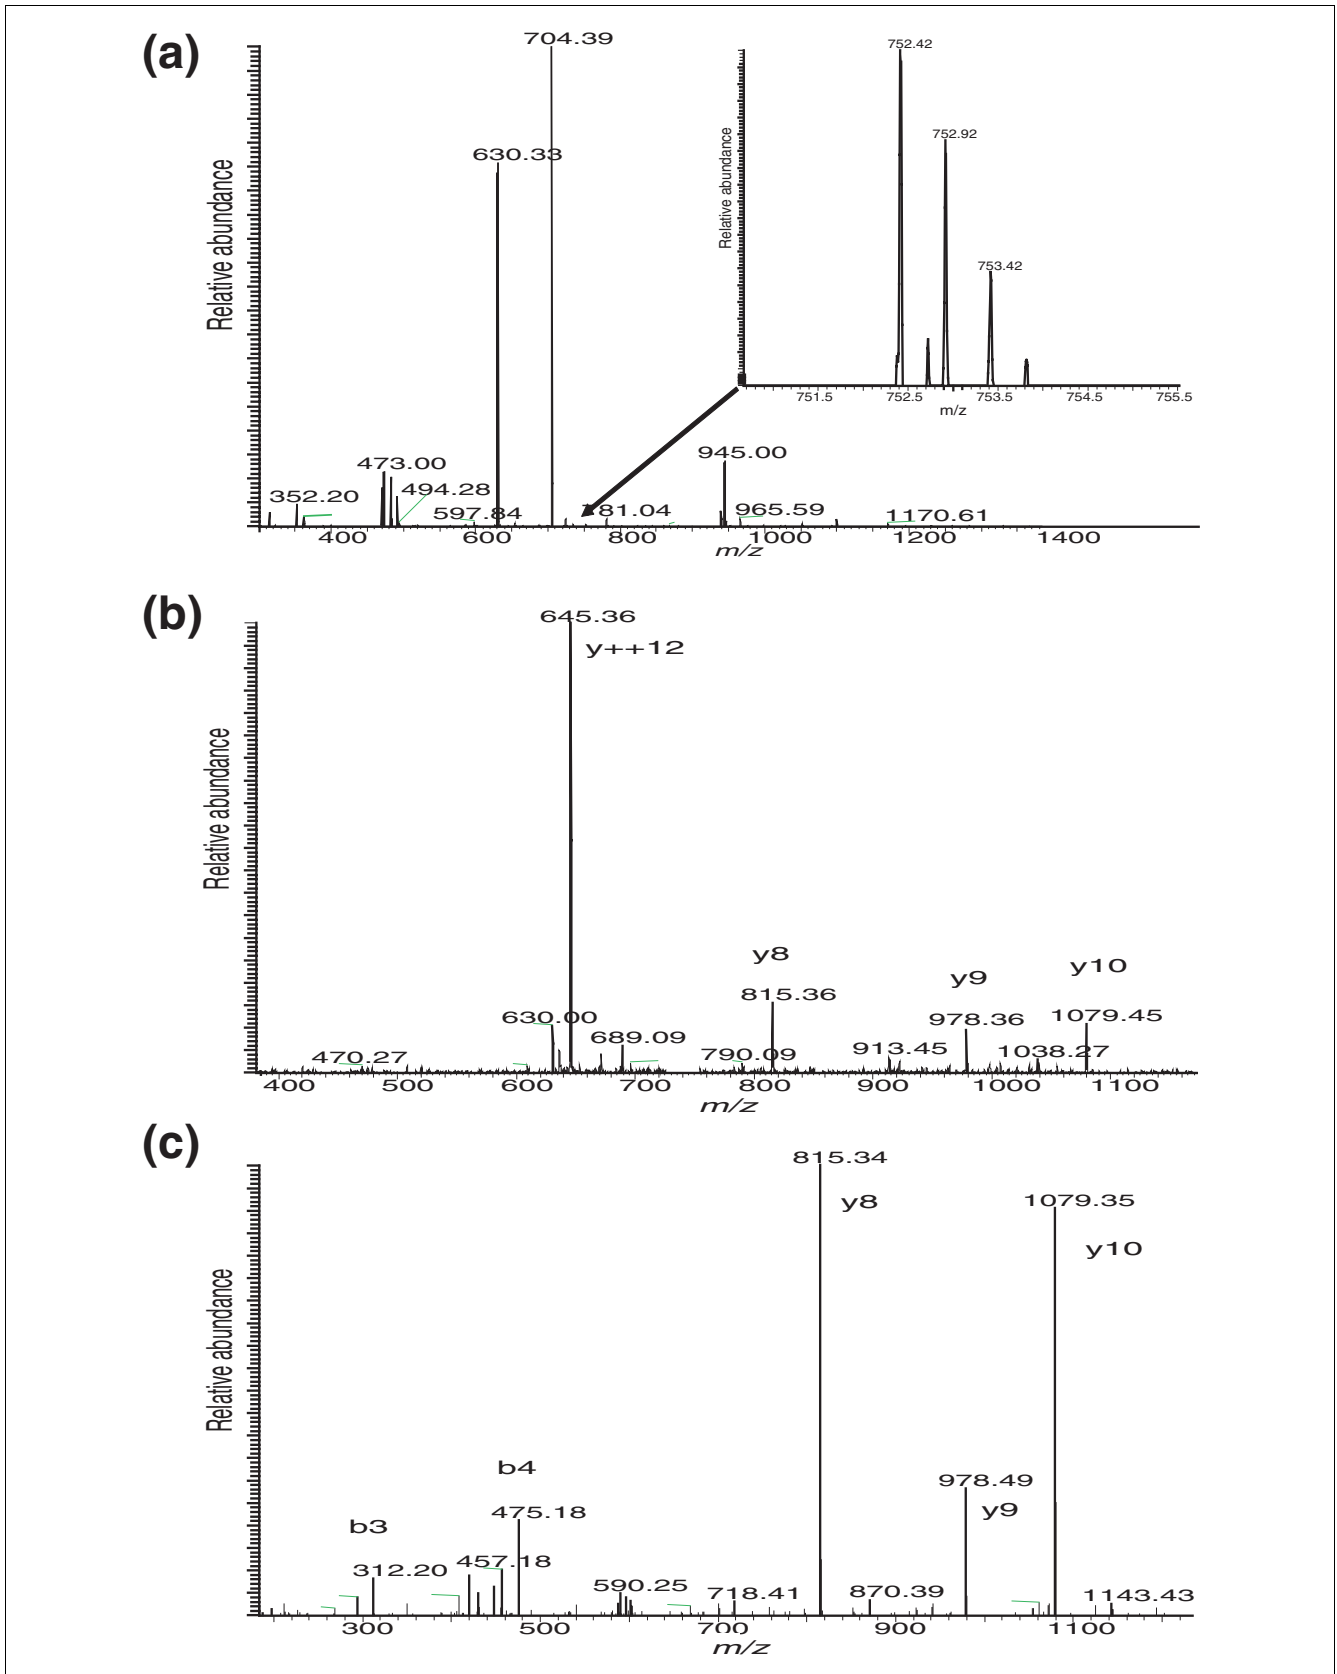 (a)
704.39
630.33
473.00
352.20
494.28
597.84
781.04
945.00
965.59
1170.61
Relative abundance
400 600 800 1000 1200 1400
m/z
752.42
752.92
753.42
Relative abundance
751.5 752.5 753.5 754.5 755.5
m/z
(b)
645.36
y++12
y8
815.36
y9
978.36
y10
1079.45
630.00
689.09
470.27
790.09
913.45
1038.27
Relative abundance
400 500 600 700 800 900 1000 1100
m/z
(c)
815.34
y8
1079.35
y10
978.49
y9
b4
475.18
b3
312.20
457.18
590.25
718.41
870.39
1143.43
Relative abundance
300 500 700 900 1100
m/z